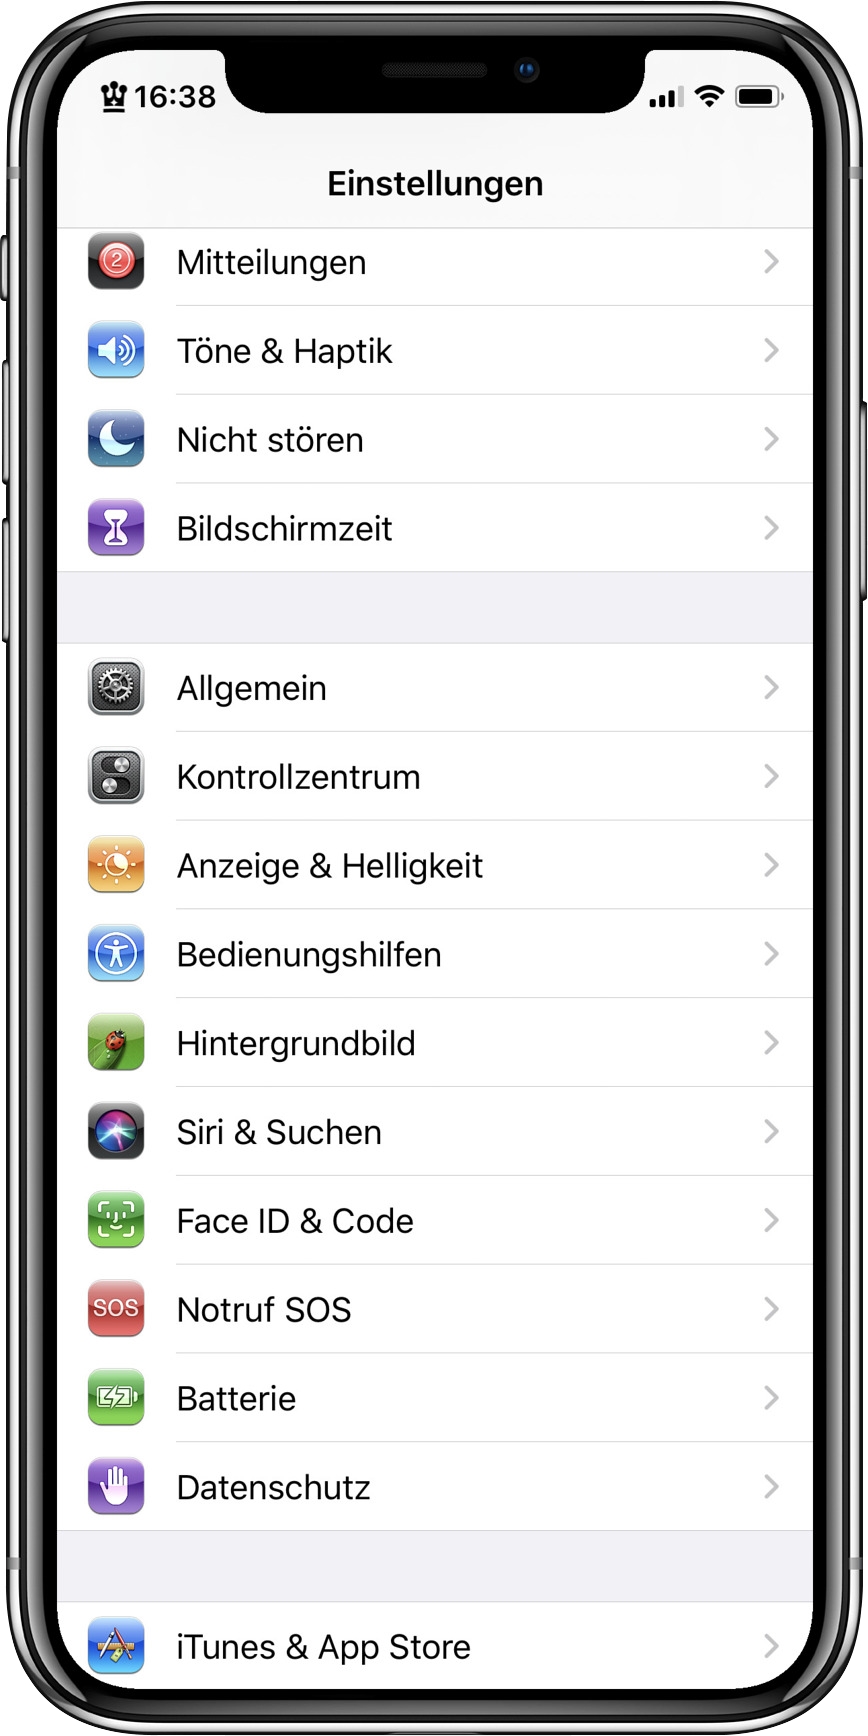 16:38
Einstellungen
2
Mitteilungen
Töne & Haptik
Nicht stören
Bildschirmzeit
Allgemein
Kontrollzentrum
Anzeige & Helligkeit
Bedienungshilfen
Hintergrundbild
Siri & Suchen
Face ID & Code
SOS
Notruf SOS
Batterie
Datenschutz
iTunes & App Store